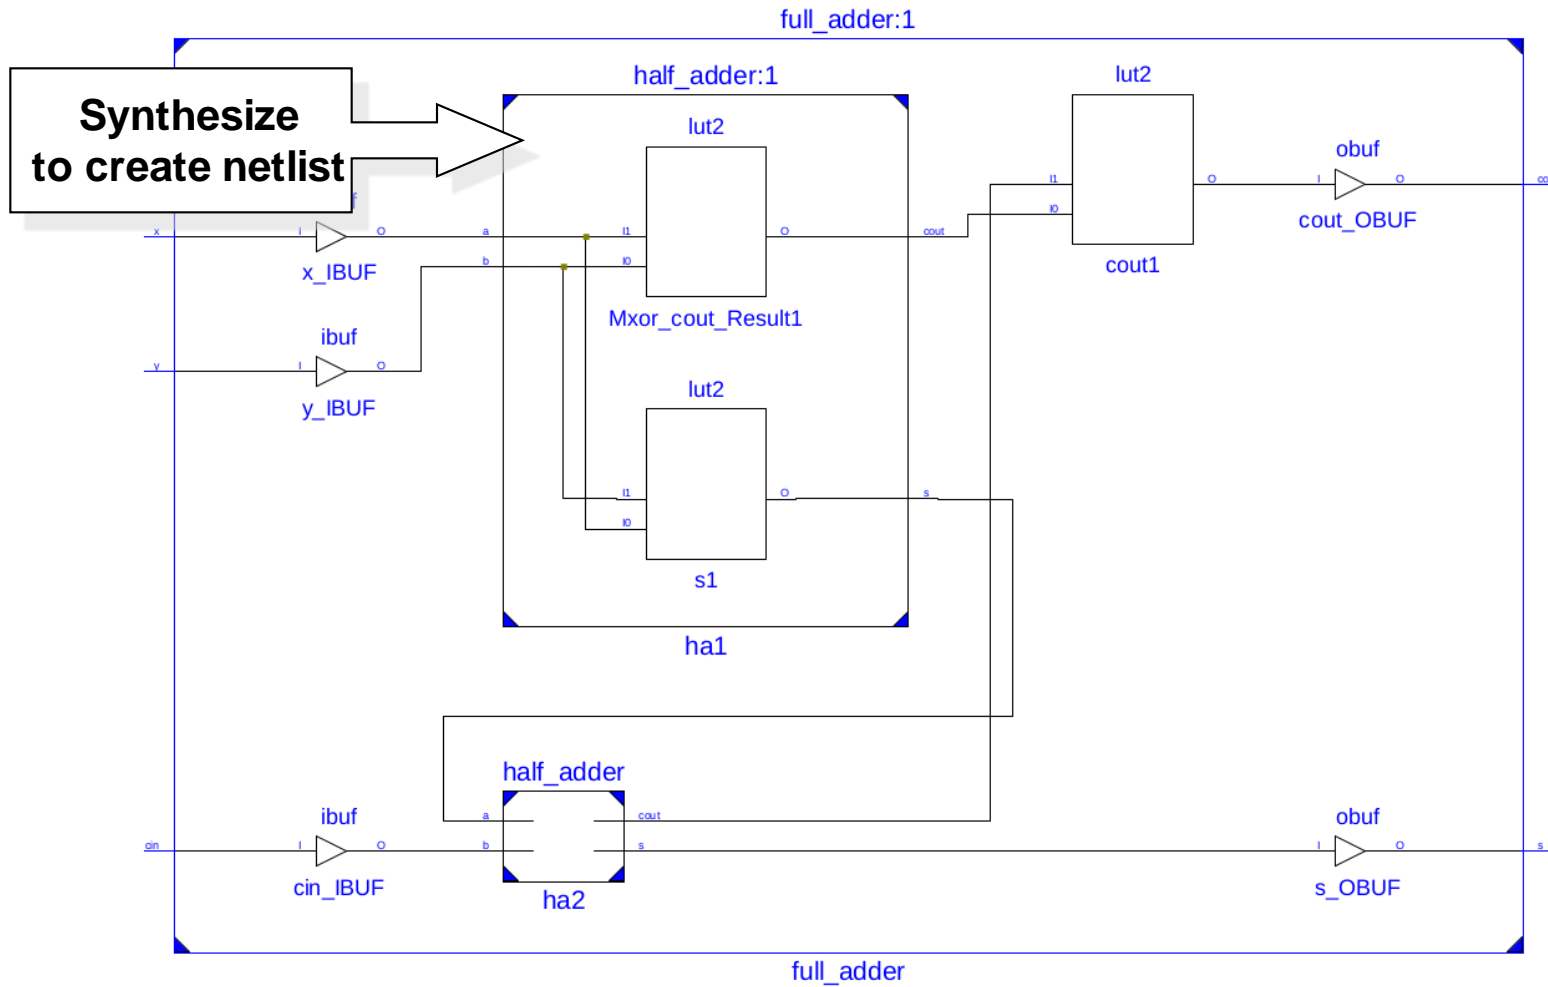 full_adder:1
Synthesize
to create netlist
half_adder:1
lut2
lut2
obuf
I1
I0
O
I
O
cout_OBUF
cout1
x
I
O
a
I1
O
cout
b
I0
x_IBUF
Mxor_cout_Result1
ibuf
y
I
O
y_IBUF
lut2
I1
O
s
I0
s1
ha1
half_adder
ibuf
a
cout
obuf
cin
I
O
b
s
I
O
s
cin_IBUF
ha2
s_OBUF
full_adder